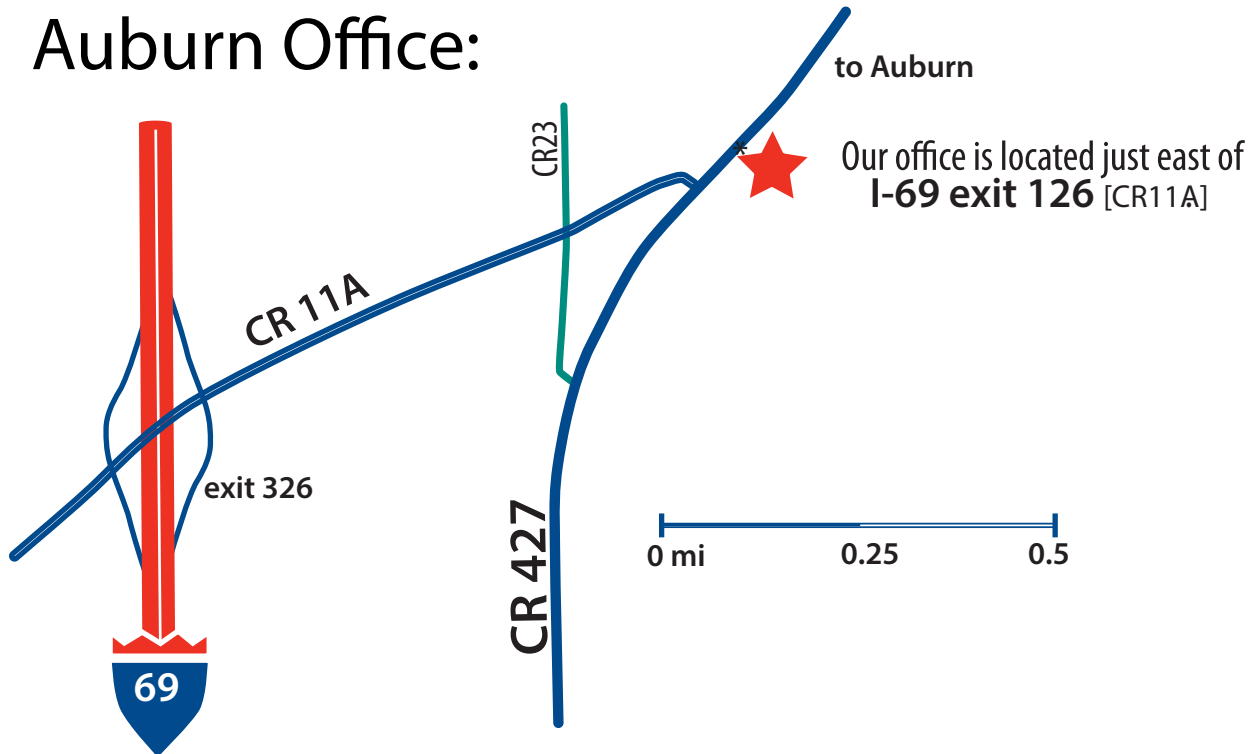 Auburn Office:
to Auburn
CR23
*
Our office is located just east of
I-69 exit 126 [CR11A]
CR 11A
exit 326
CR 427
0 mi 0.25 0.5
69